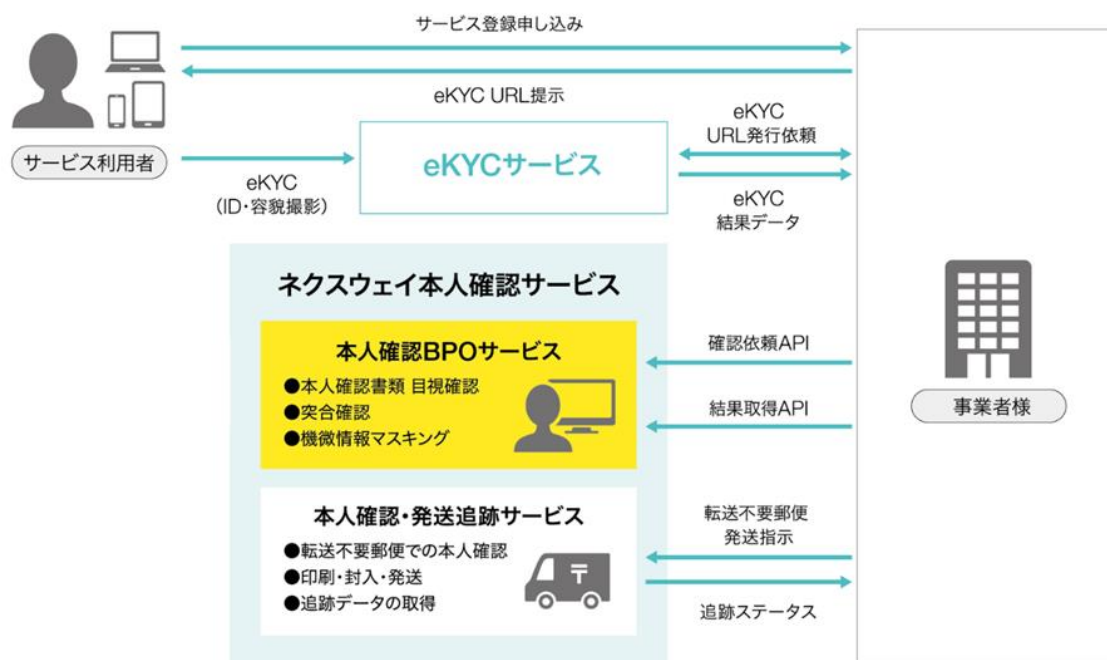 サービス登録申し込み
eKYC URL提示
サービス利用者
eKYC
(ID・容貌撮影)
eKYCサービス
eKYC
URL発行依頼
eKYC
結果データ
ネクスウェイ本人確認サービス
本人確認BPOサービス
●本人確認書類 目視確認
●突合確認
●機微情報マスキング
確認依頼API
結果取得API
事業者様
本人確認・発送追跡サービス
●転送不要郵便での本人確認
●印刷・封入・発送
●追跡データの取得
〒
転送不要郵便
発送指示
追跡ステータス